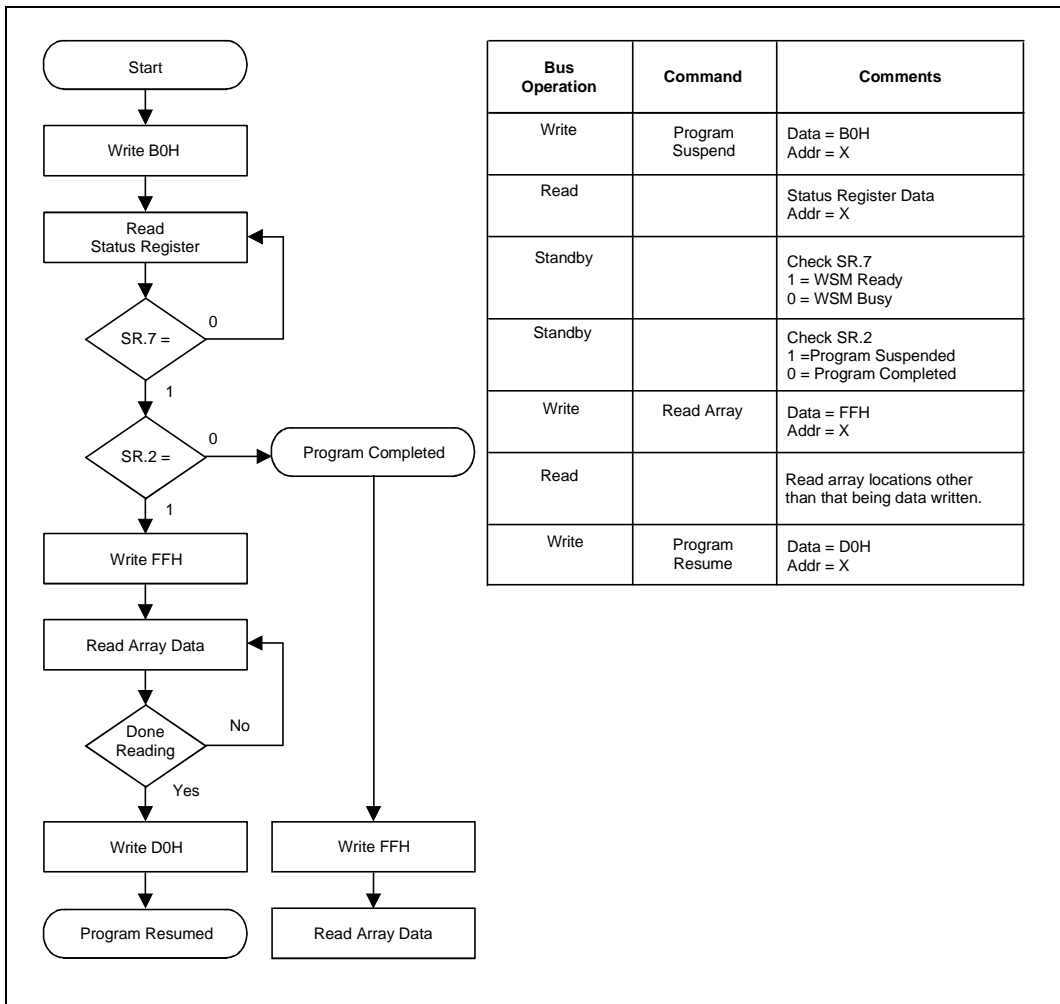 Start
Write B0H
Read
Status Register
SR.7 =
0
1
SR.2 =
0
Program Completed
1
Write FFH
Read Array Data
Done
Reading
No
Yes
Write D0H
Write FFH
Program Resumed
Read Array Data
Bus
Operation
Command
Comments
Write
Program
Suspend
Data = B0H
Addr = X
Read
Status Register Data
Addr = X
Standby
Check SR.7
1 = WSM Ready
0 = WSM Busy
Standby
Check SR.2
1 =Program Suspended
0 = Program Completed
Write
Read Array
Data = FFH
Addr = X
Read
Read array locations other
than that being data written.
Write
Program
Resume
Data = D0H
Addr = X